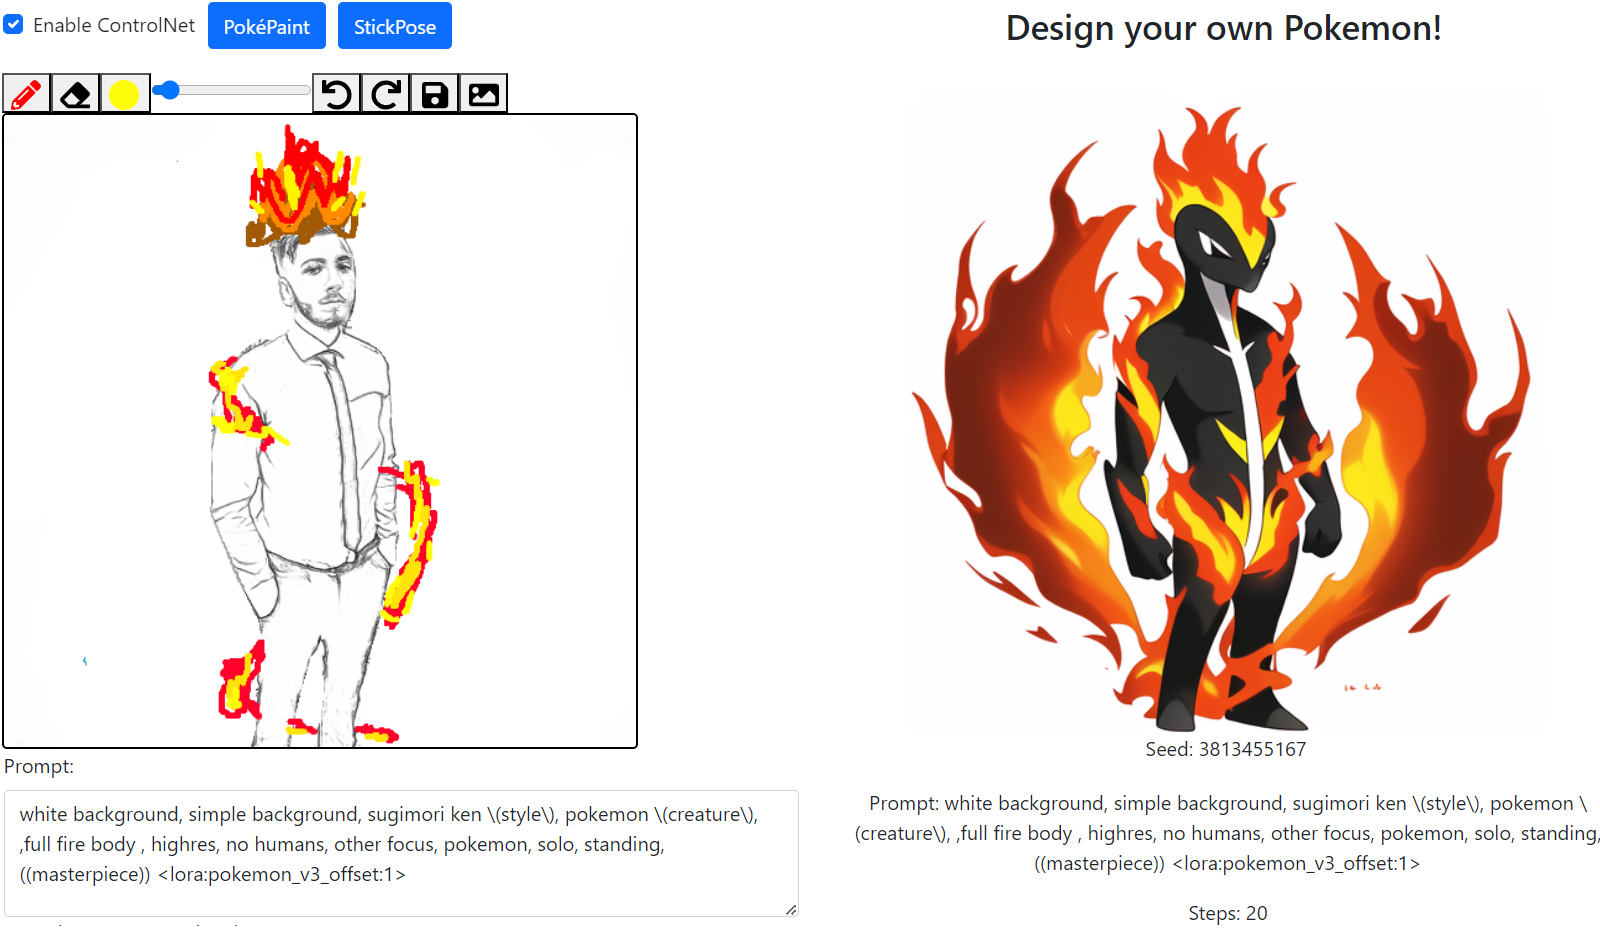 Enable ControlNet PokéPaint StickPose
Design your own Pokemon!
Prompt:
white background, simple background, sugimori ken \(style\), pokemon \(creature\),
,full fire body , highres, no humans, other focus, pokemon, solo, standing,
((masterpiece)) <lora:pokemon_v3_offset:1>
Seed: 3813455167
Prompt: white background, simple background, sugimori ken \(style\), pokemon \
(creature\), ,full fire body , highres, no humans, other focus, pokemon, solo, standing,
((masterpiece)) <lora:pokemon_v3_offset:1>
Steps: 20